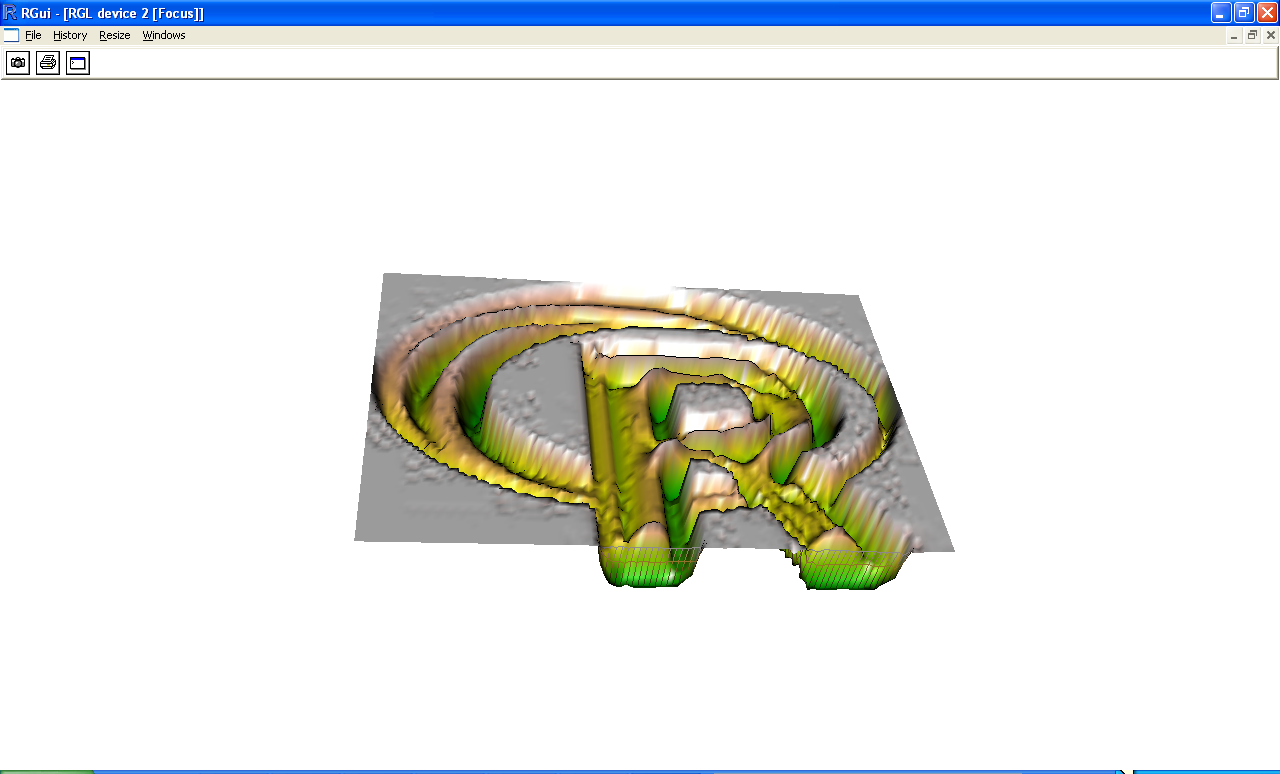 RGui - [RGL device 2 [Focus]]
File History Resize Windows
R